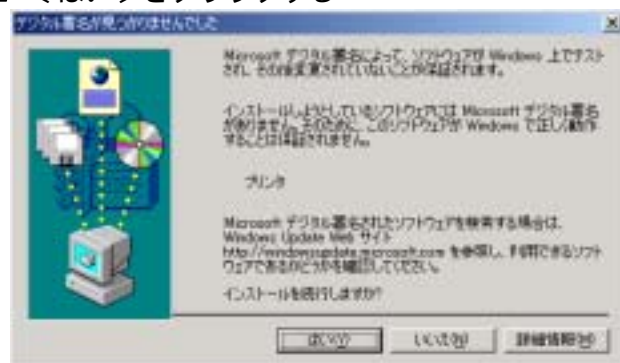 デジタル署名が見つかりませんでした
Microsoft デジタル署名によって、ソフトウェアが Windows 上でテスト
され、その後変更されていないことが保証されます。
インストールしようとしているソフトウェアには Microsoft デジタル署名
がありません。そのために、このソフトウェアが Windows で正しく動作
することは保証されません。
プリンタ
Microsoft デジタル署名されたソフトウェアを検索する場合は、
Windows Update Web サイト
http://windowsupdate.microsoft.com を参照し、利用できるソフト
ウェアであるかどうかを確認してください。
インストールを続行しますか?
はい(Y) いいえ(N) 詳細情報(M)